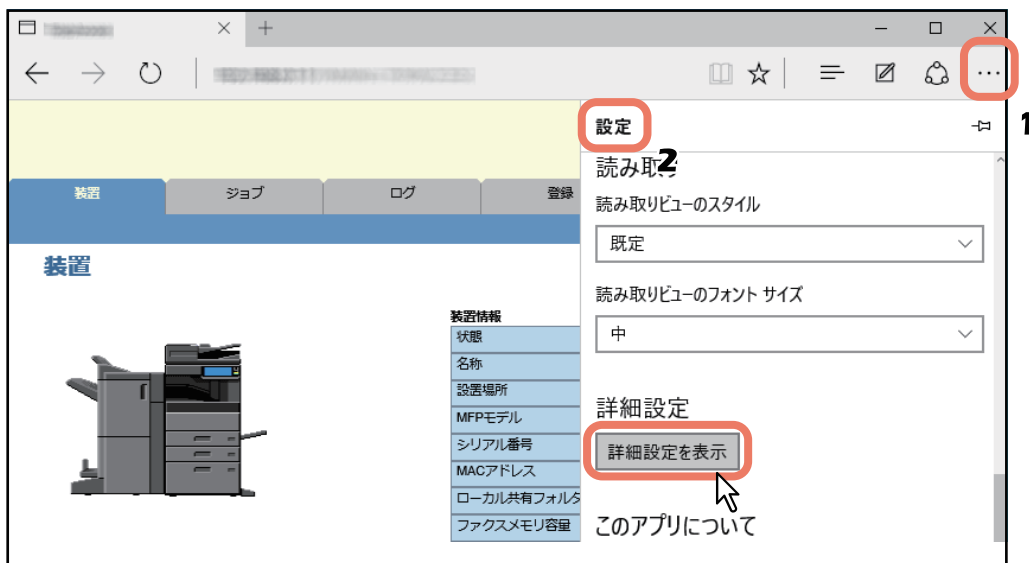 設定
1
読み取り
2
読み取りビューのスタイル
既定
読み取りビューのフォント サイズ
中
詳細設定
詳細設定を表示
このアプリについて
装置 ジョブ ログ 登録
装置
装置情報
状態
名称
設置場所
MFPモデル
シリアル番号
MACアドレス
ローカル共有フォルダ
ファクスメモリ容量